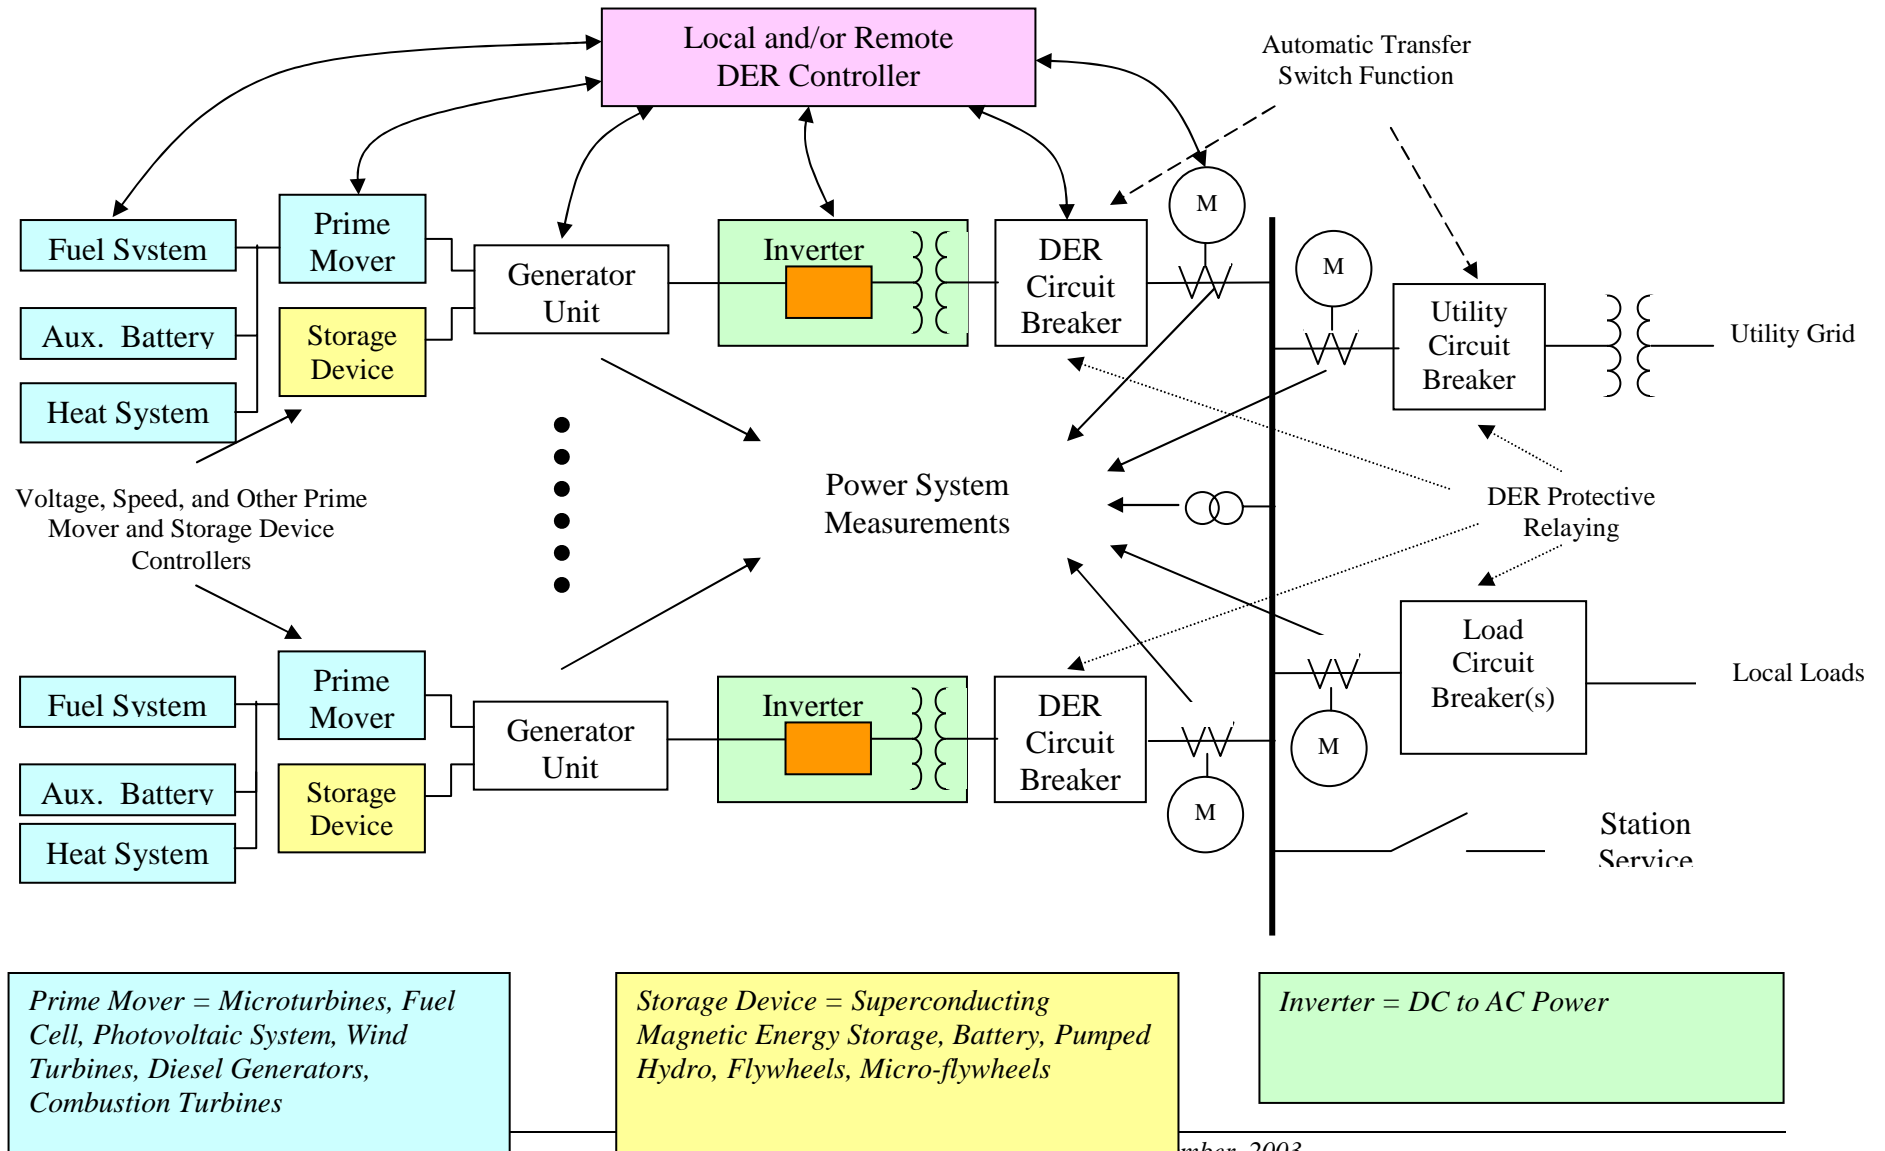 Local and/or Remote
DER Controller
Automatic Transfer
Switch Function
Fuel System
Prime
Mover
Aux. Battery
Storage
Device
Heat System
Generator
Unit
Inverter
DER
Circuit
Breaker
M
M
Utility
Circuit
Breaker
Utility Grid
Voltage, Speed, and Other Prime
Mover and Storage Device
Controllers
Power System
Measurements
DER Protective
Relaying
Fuel System
Prime
Mover
Aux. Battery
Storage
Device
Heat System
Generator
Unit
Inverter
DER
Circuit
Breaker
M
M
Load
Circuit
Breaker(s)
Local Loads
Station
Service
Prime Mover = Microturbines, Fuel
Cell, Photovoltaic System, Wind
Turbines, Diesel Generators,
Combustion Turbines
Storage Device = Superconducting
Magnetic Energy Storage, Battery, Pumped
Hydro, Flywheels, Micro-flywheels
Inverter = DC to AC Power
mber, 2003